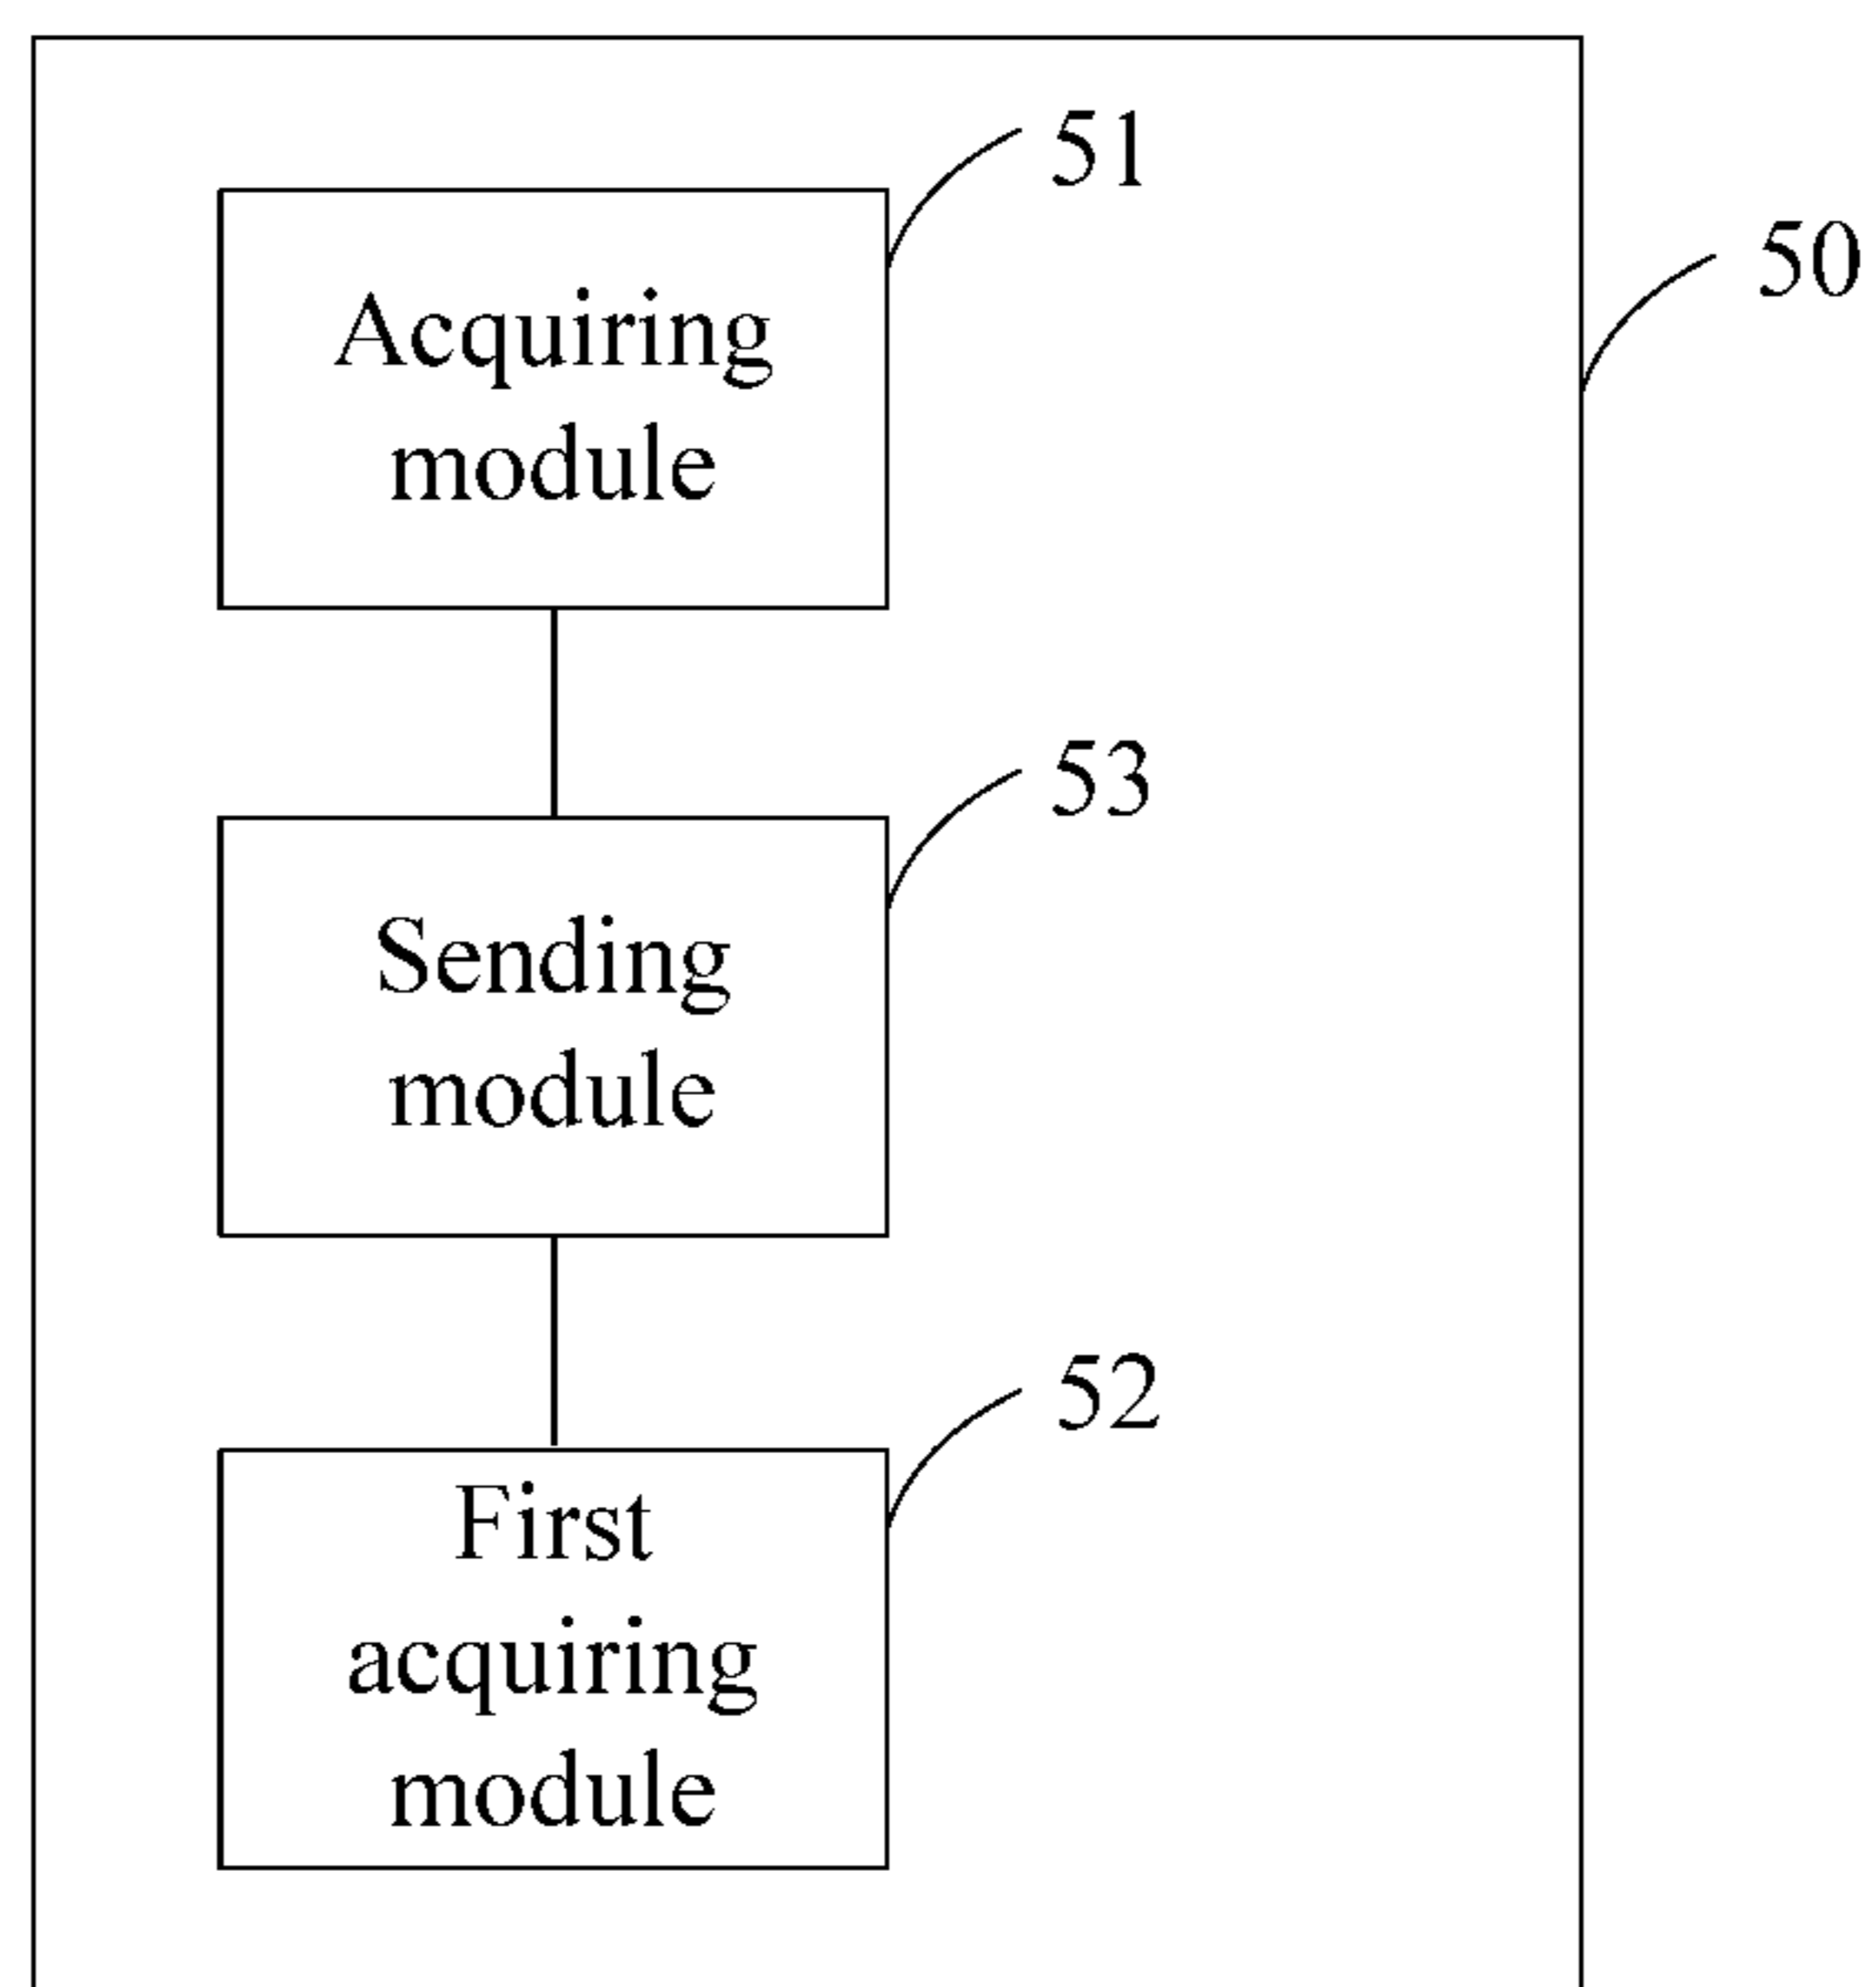 51
50
Acquiring
module
53
Sending
module
52
First
acquiring
module